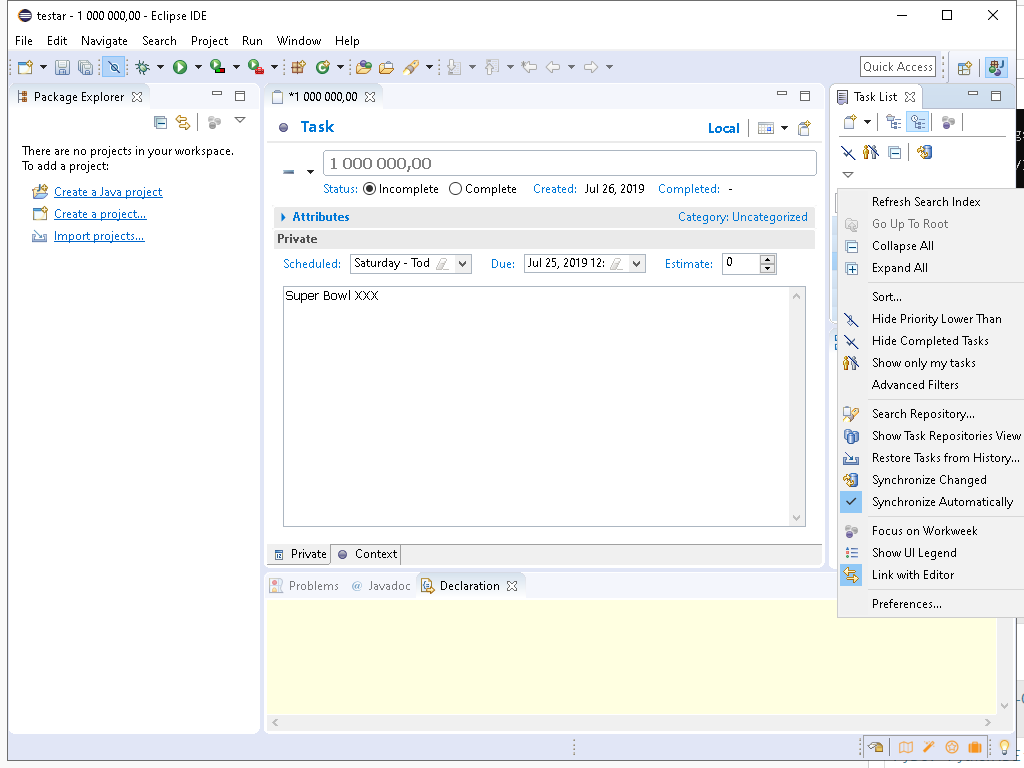 testar - 1 000 000,00 - Eclipse IDE
File Edit Navigate Search Project Run Window Help
Quick Access
Package Explorer
There are no projects in your workspace.
To add a project:
Create a Java project
Create a project...
Import projects...
*1 000 000,00
Task
Local
1 000 000,00
Status: Incomplete Complete Created: Jul 26, 2019 Completed: -
Attributes Category: Uncategorized
Private
Scheduled: Saturday - Tod Due: Jul 25, 2019 12: Estimate: 0
Super Bowl XXX
Private Context
Problems @ Javadoc Declaration
Task List
Refresh Search Index
Go Up To Root
Collapse All
Expand All
Sort...
Hide Priority Lower Than
Hide Completed Tasks
Show only my tasks
Advanced Filters
Search Repository...
Show Task Repositories View
Restore Tasks from History...
Synchronize Changed
Synchronize Automatically
Focus on Workweek
Show UI Legend
Link with Editor
Preferences...